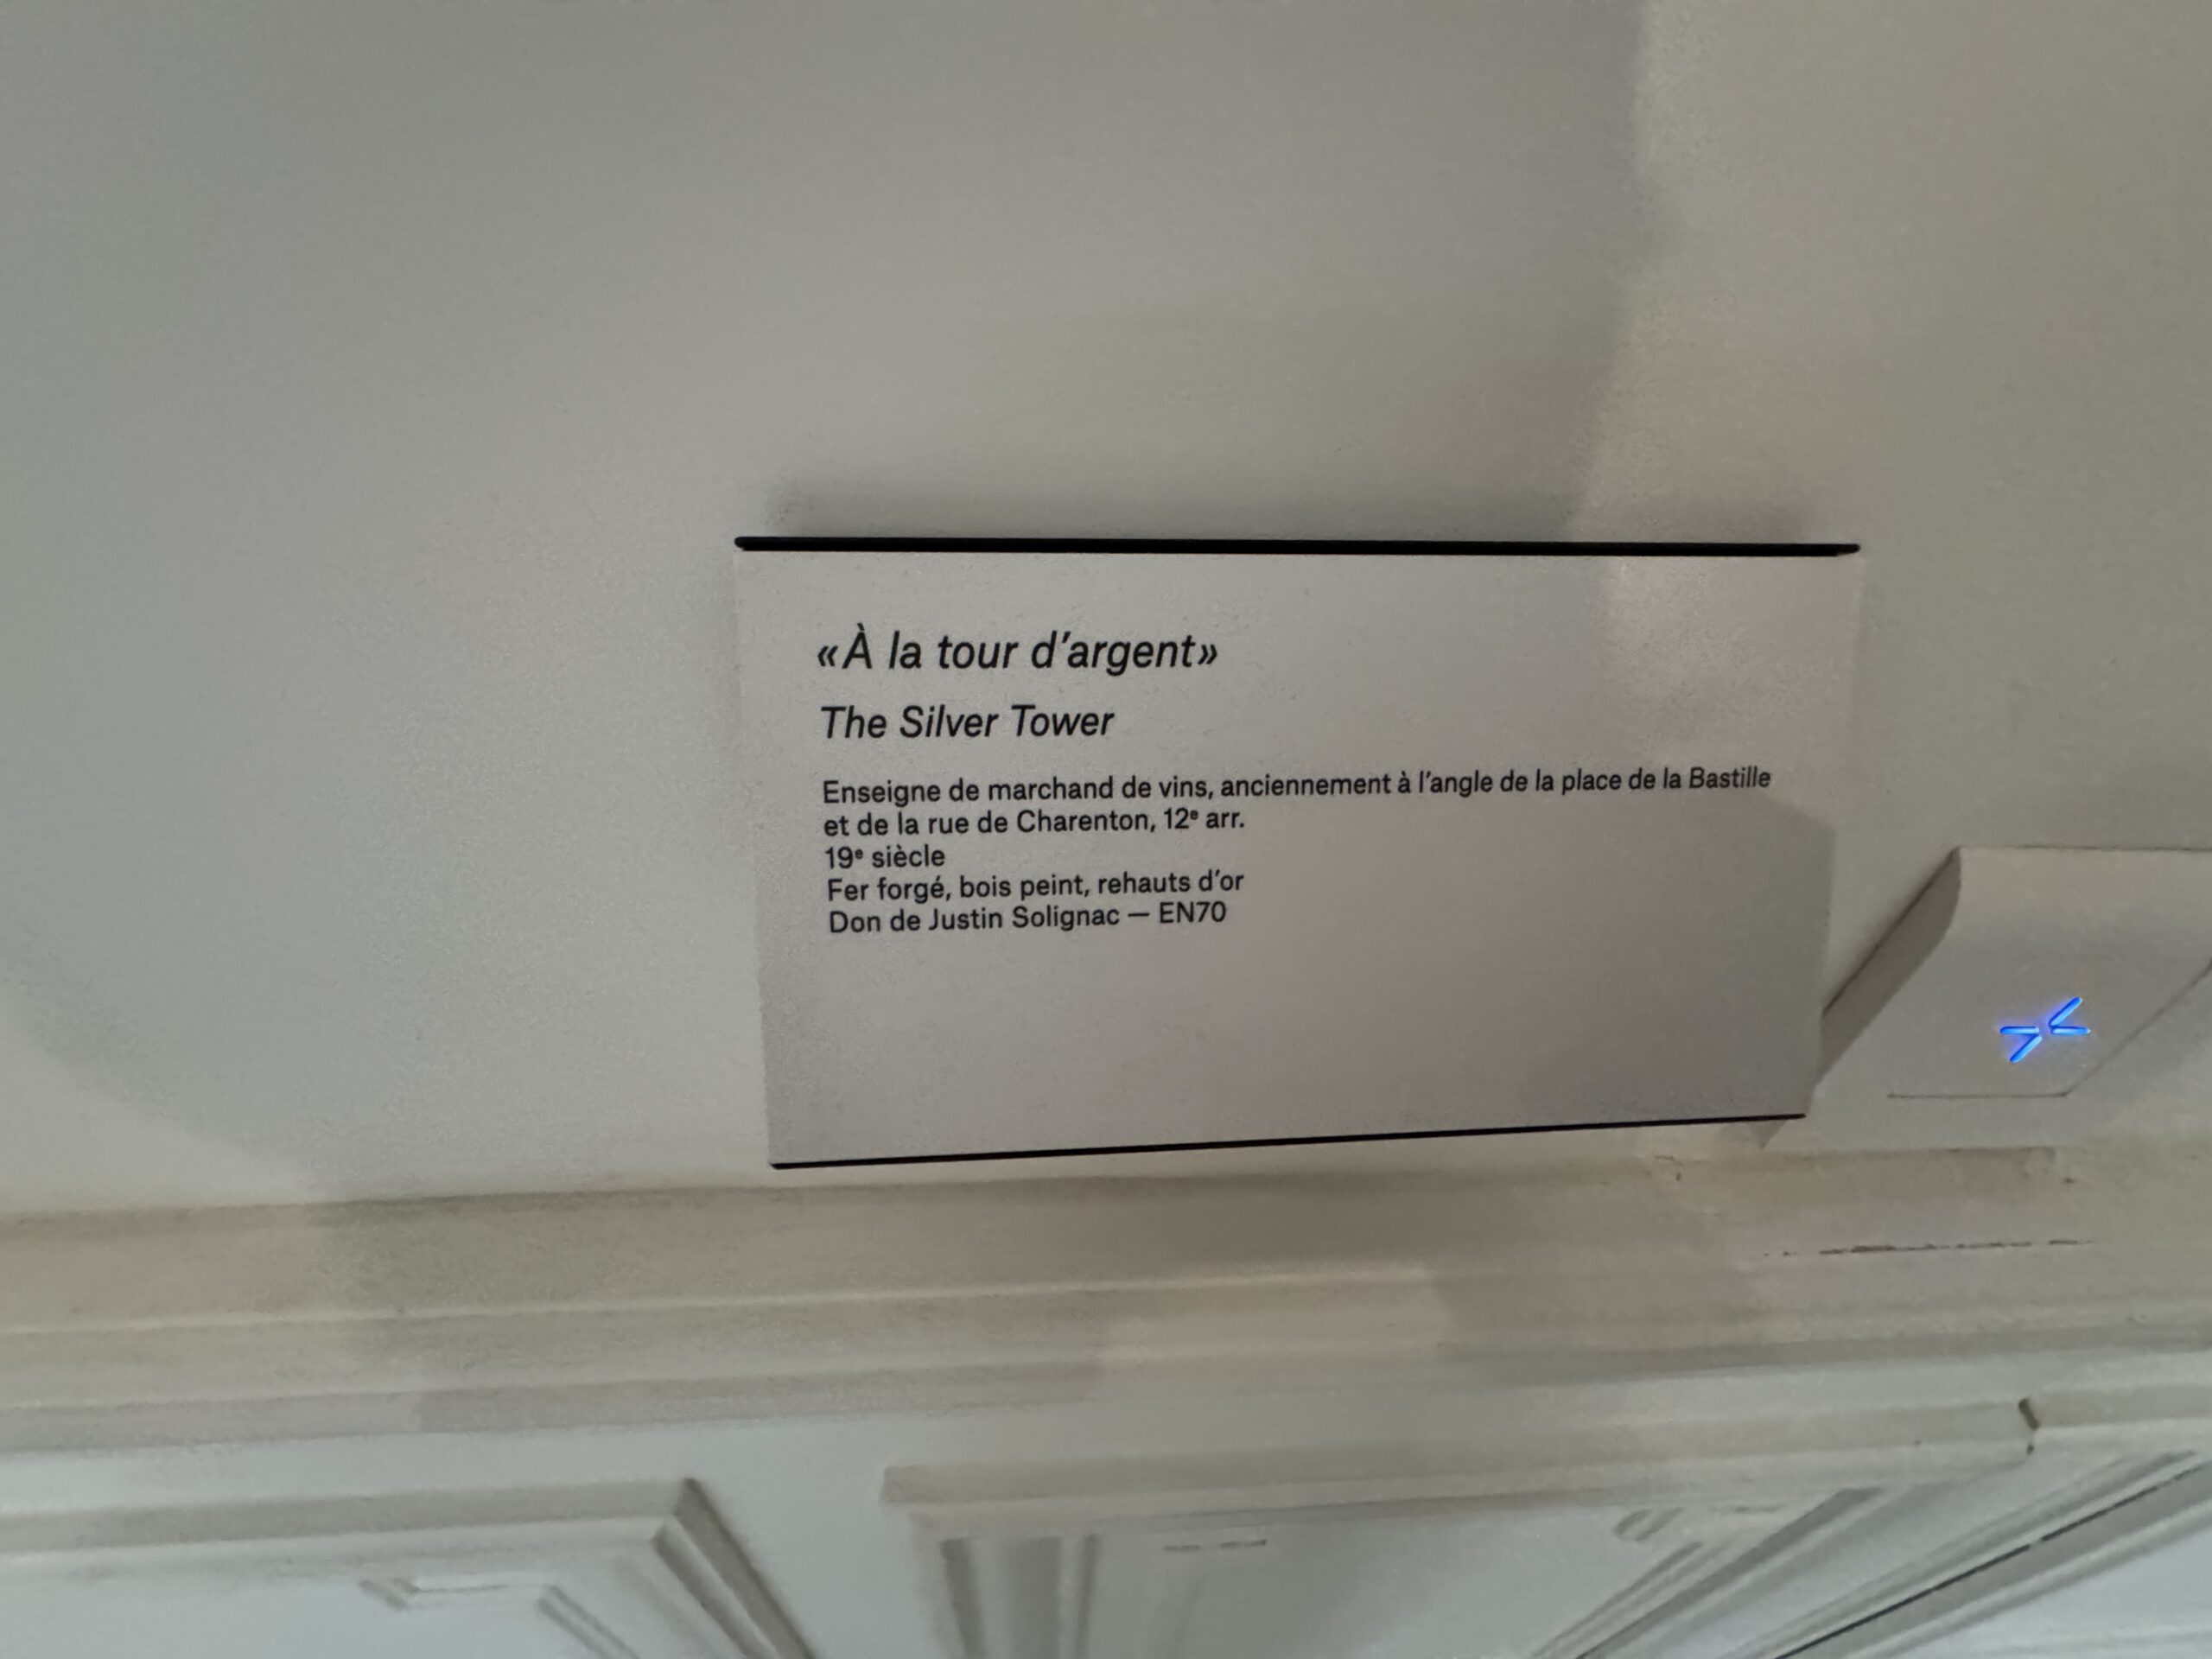 «À la tour d'argent»
The Silver Tower
Enseigne de marchand de vins, anciennement à l'angle de la place de la Bastille
et de la rue de Charenton, 12e arr.
19e siècle
Fer forgé, bois peint, rehauts d'or
Don de Justin Solignac — EN70